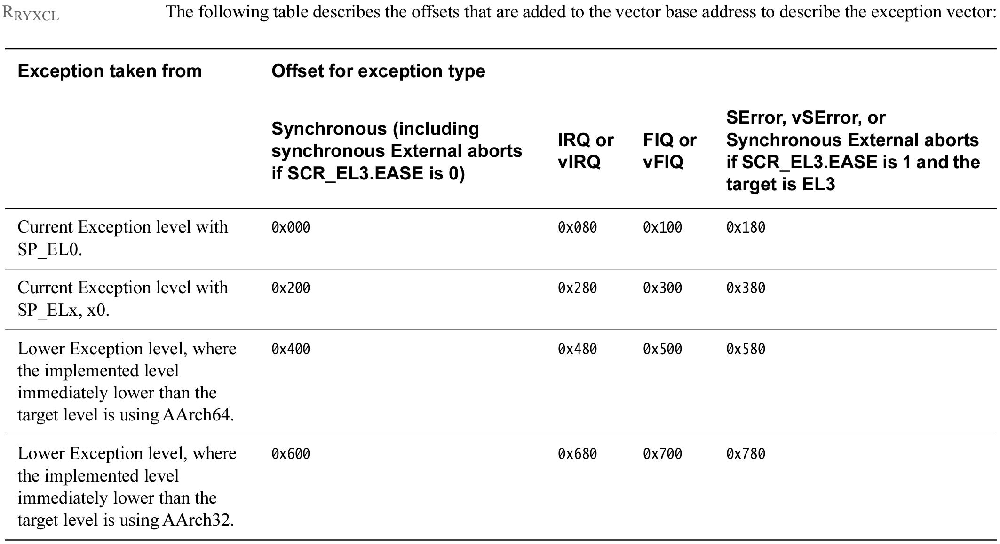 RRYXCL The following table describes the offsets that are added to the vector base address to describe the exception vector:
Exception taken from Offset for exception type
Synchronous (including
synchronous External aborts
if SCR_EL3.EASE is 0)
IRQ or
vIRQ
FIQ or
vFIQ
SError, vSError, or
Synchronous External aborts
if SCR_EL3.EASE is 1 and the
target is EL3
Current Exception level with
SP_EL0.
0x000 0x080 0x100 0x180
Current Exception level with
SP_ELx, x0.
0x200 0x280 0x300 0x380
Lower Exception level, where
the implemented level
immediately lower than the
target level is using AArch64.
0x400 0x480 0x500 0x580
Lower Exception level, where
the implemented level
immediately lower than the
target level is using AArch32.
0x600 0x680 0x700 0x780